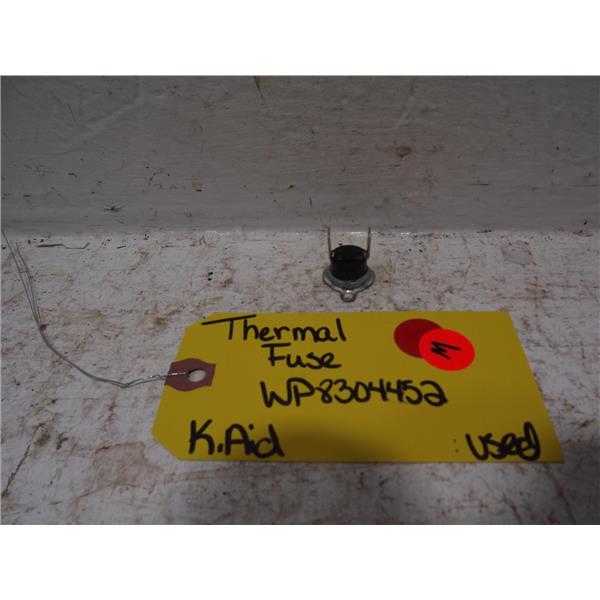 Thermal
Fuse
WP8304452
K.Aid
used
M